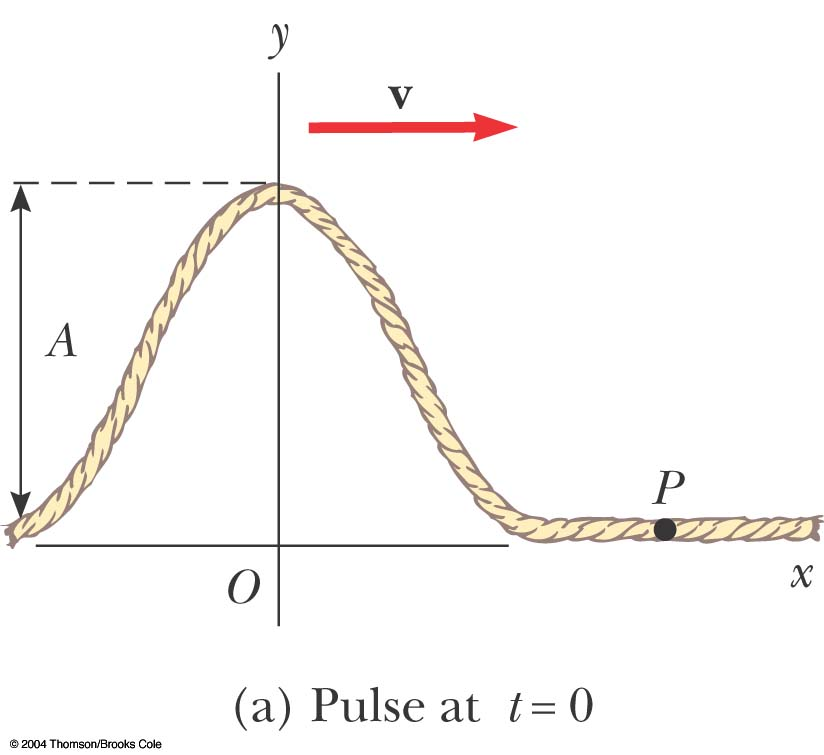 y
v
A
P
O
x
(a) Pulse at t = 0
© 2004 Thomson/Brooks Cole